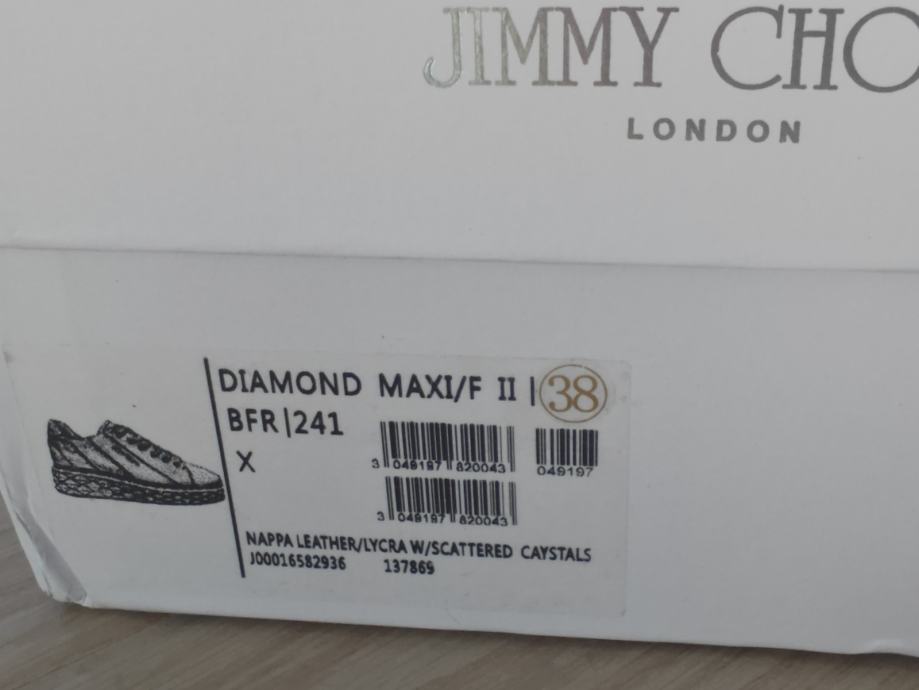 JIMMY CHO
LONDON
DIAMOND MAXI/F II | 38
BFR|241
X
3 049197 820043
049197
3 049197 820043
NAPPA LEATHER/LYCRA W/SCATTERED CAYSTALS
J00016582936 137869